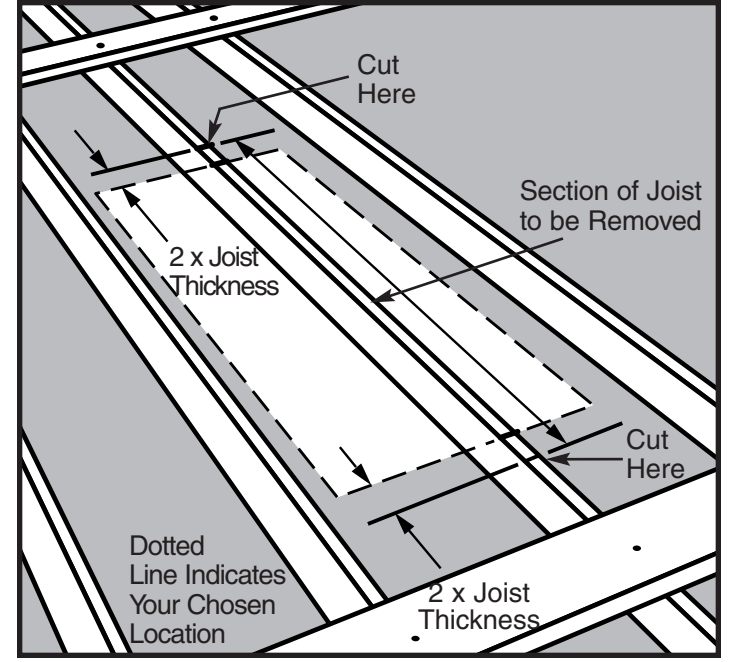 Cut
Here
Section of Joist
to be Removed
2 x Joist
Thickness
Cut
Here
Dotted
Line Indicates
Your Chosen
Location
2 x Joist
Thickness